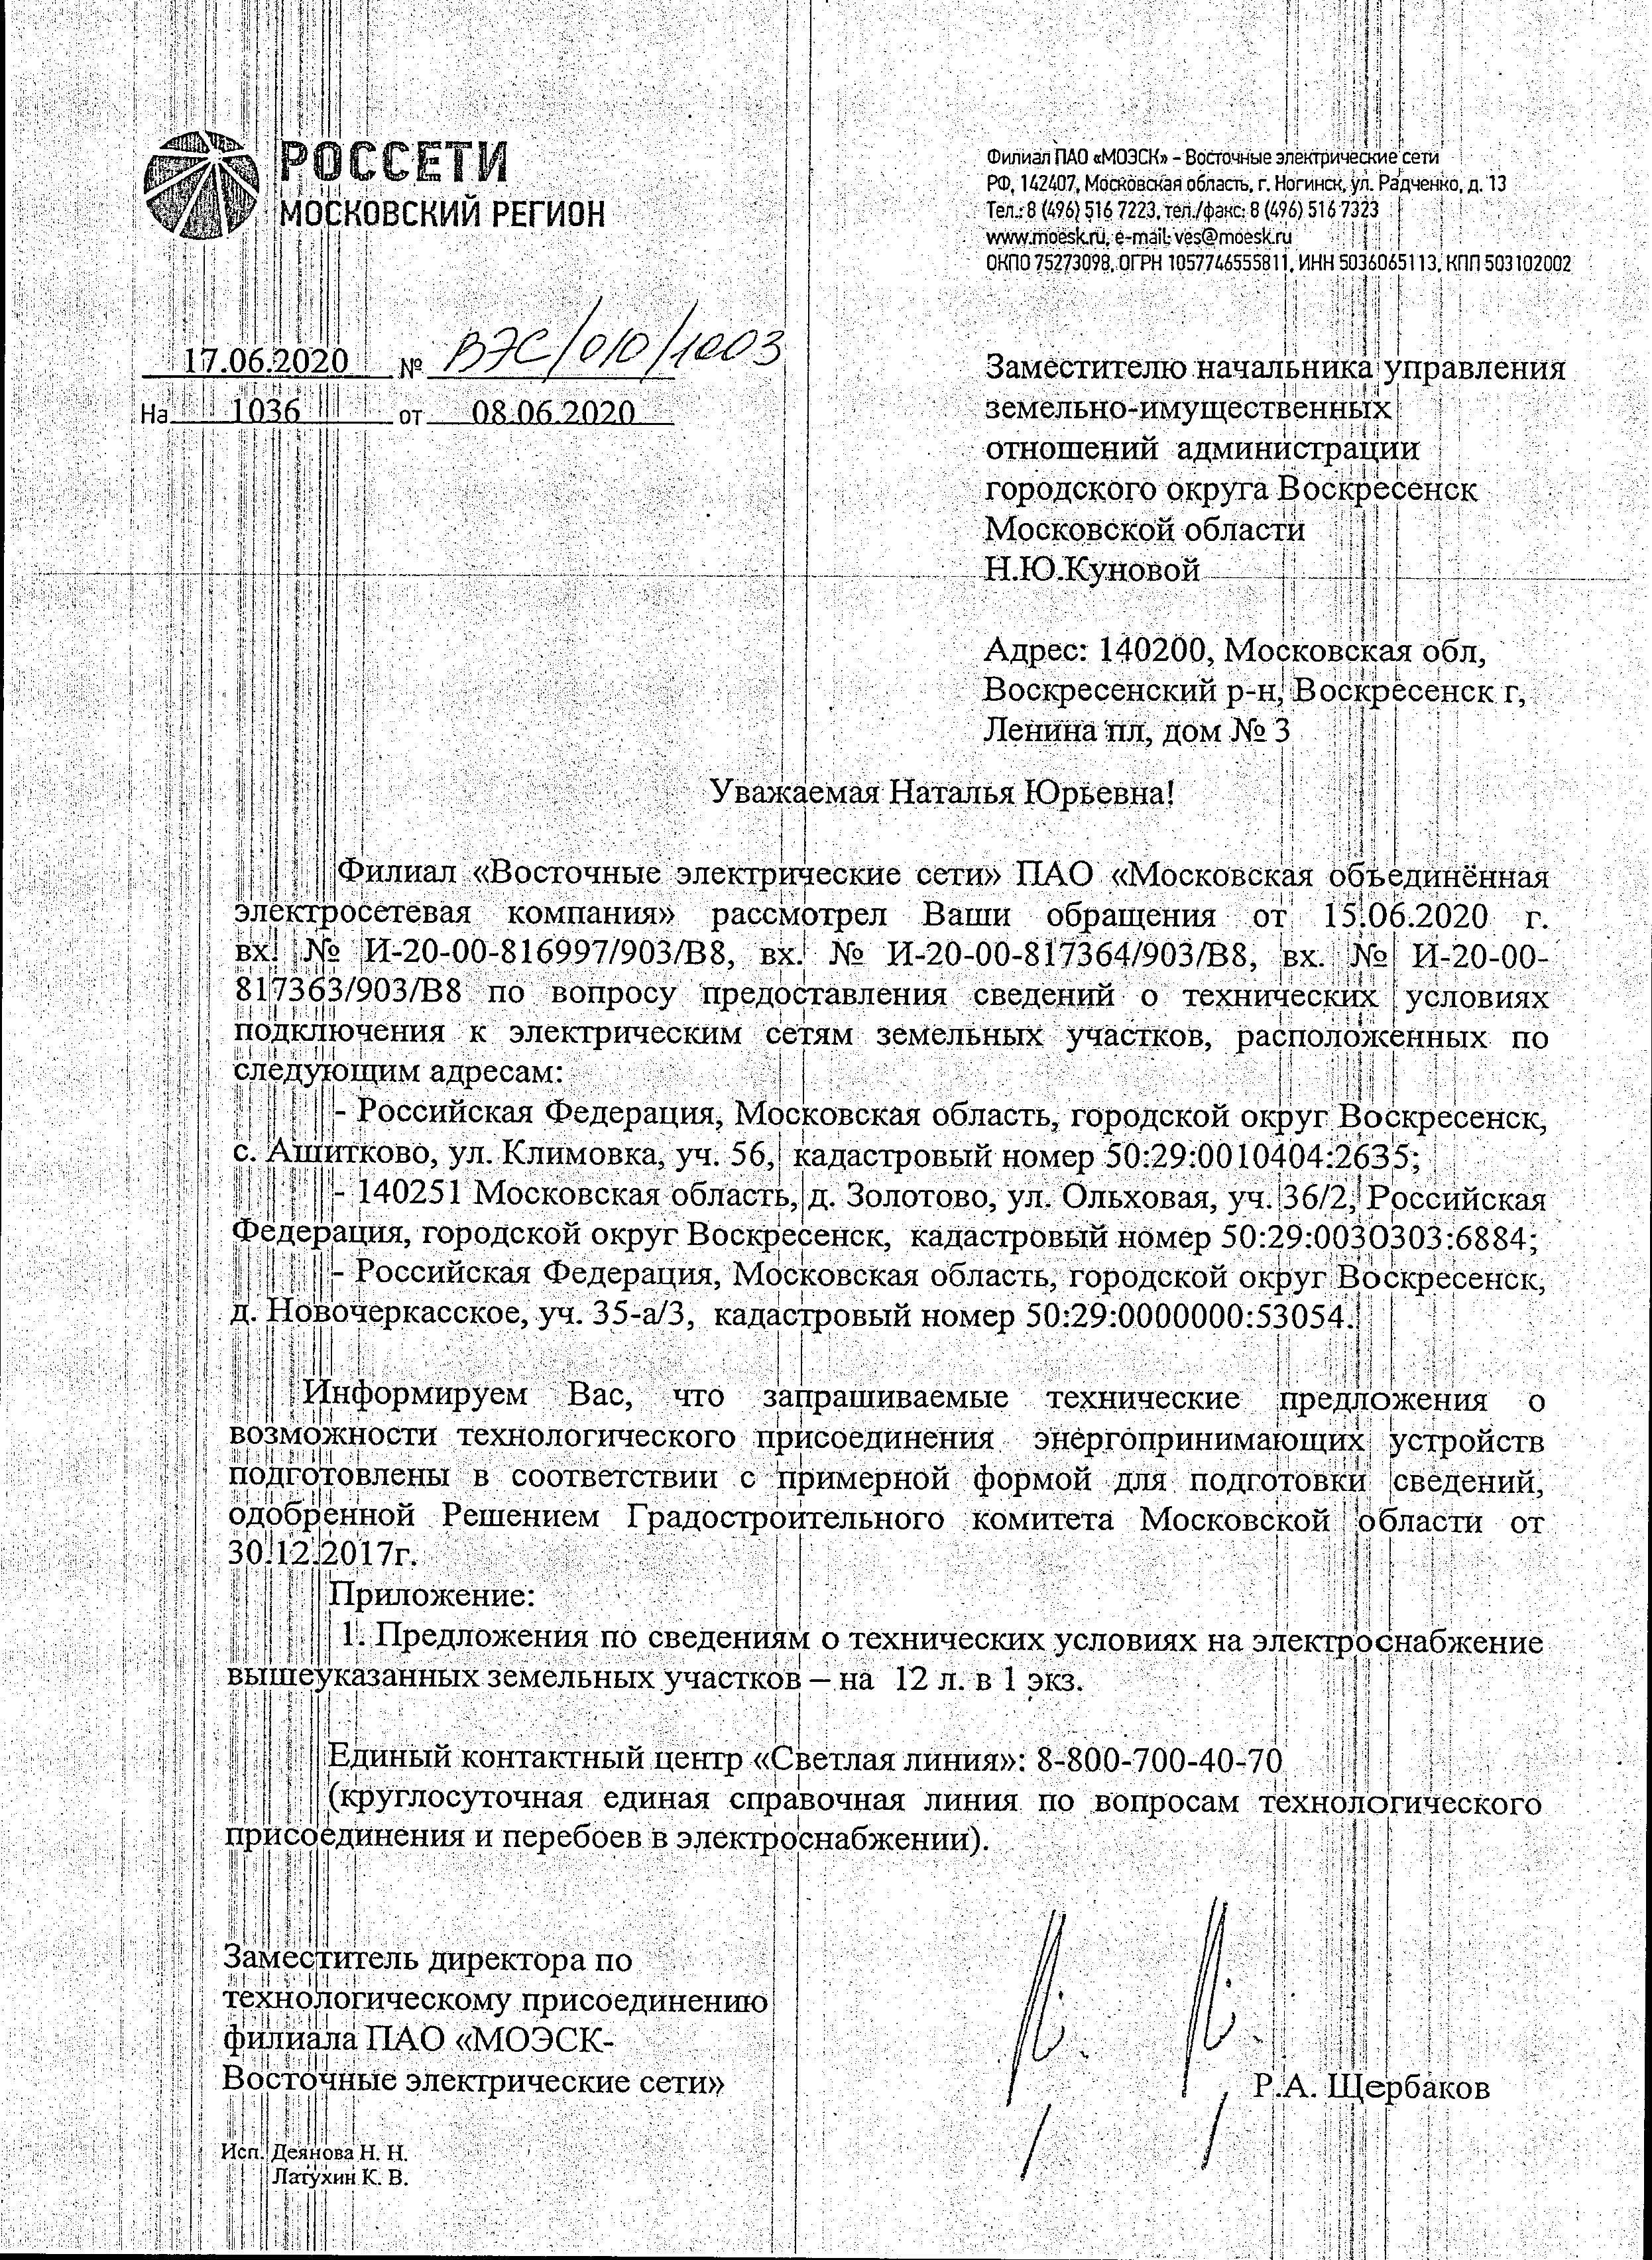 РОССЕТИ
МОСКОВСКИЙ РЕГИОН
Филиал ПАО «МОЭСК» – Восточные электрические сети
РФ, 142407, Московская область, г. Ногинск, ул. Радченко, д. 13
Тел.: 8 (496) 516 7223, тел./факс: 8 (496) 516 7323
www.moesk.ru, e-mail: ves@moesk.ru
ОКПО 75273098, ОГРН 1057746555811, ИНН 5036065113, КПП 503102002
17.06.2020 № ВЭС/010/1003
На 1036 от 08.06.2020
Заместителю начальника управления
земельно-имущественных
отношений администрации
городского округа Воскресенск
Московской области
Н.Ю.Куновой
Адрес: 140200, Московская обл,
Воскресенский р-н, Воскресенск г,
Ленина пл, дом № 3
Уважаемая Наталья Юрьевна!
Филиал «Восточные электрические сети» ПАО «Московская объединённая
электросетевая компания» рассмотрел Ваши обращения от 15.06.2020 г.
вх. № И-20-00-816997/903/В8, вх. № И-20-00-817364/903/В8, вх. № И-20-00-
817363/903/В8 по вопросу предоставления сведений о технических условиях
подключения к электрическим сетям земельных участков, расположенных по
следующим адресам:
- Российская Федерация, Московская область, городской округ Воскресенск,
с. Ашитково, ул. Климовка, уч. 56, кадастровый номер 50:29:0010404:2635;
- 140251 Московская область, д. Золотово, ул. Ольховая, уч. 36/2, Российская
Федерация, городской округ Воскресенск, кадастровый номер 50:29:0030303:6884;
- Российская Федерация, Московская область, городской округ Воскресенск,
д. Новочеркасское, уч. 35-а/3, кадастровый номер 50:29:0000000:53054.
Информируем Вас, что запрашиваемые технические предложения о
возможности технологического присоединения энергопринимающих устройств
подготовлены в соответствии с примерной формой для подготовки сведений,
одобренной Решением Градостроительного комитета Московской области от
30.12.2017г.
Приложение:
1. Предложения по сведениям о технических условиях на электроснабжение
вышеуказанных земельных участков – на 12 л. в 1 экз.
Единый контактный центр «Светлая линия»: 8-800-700-40-70
(круглосуточная единая справочная линия по вопросам технологического
присоединения и перебоев в электроснабжении).
Заместитель директора по
технологическому присоединению
филиала ПАО «МОЭСК-
Восточные электрические сети»
Р.А. Щербаков
Исп. Деянова Н. Н.
Латухин К. В.